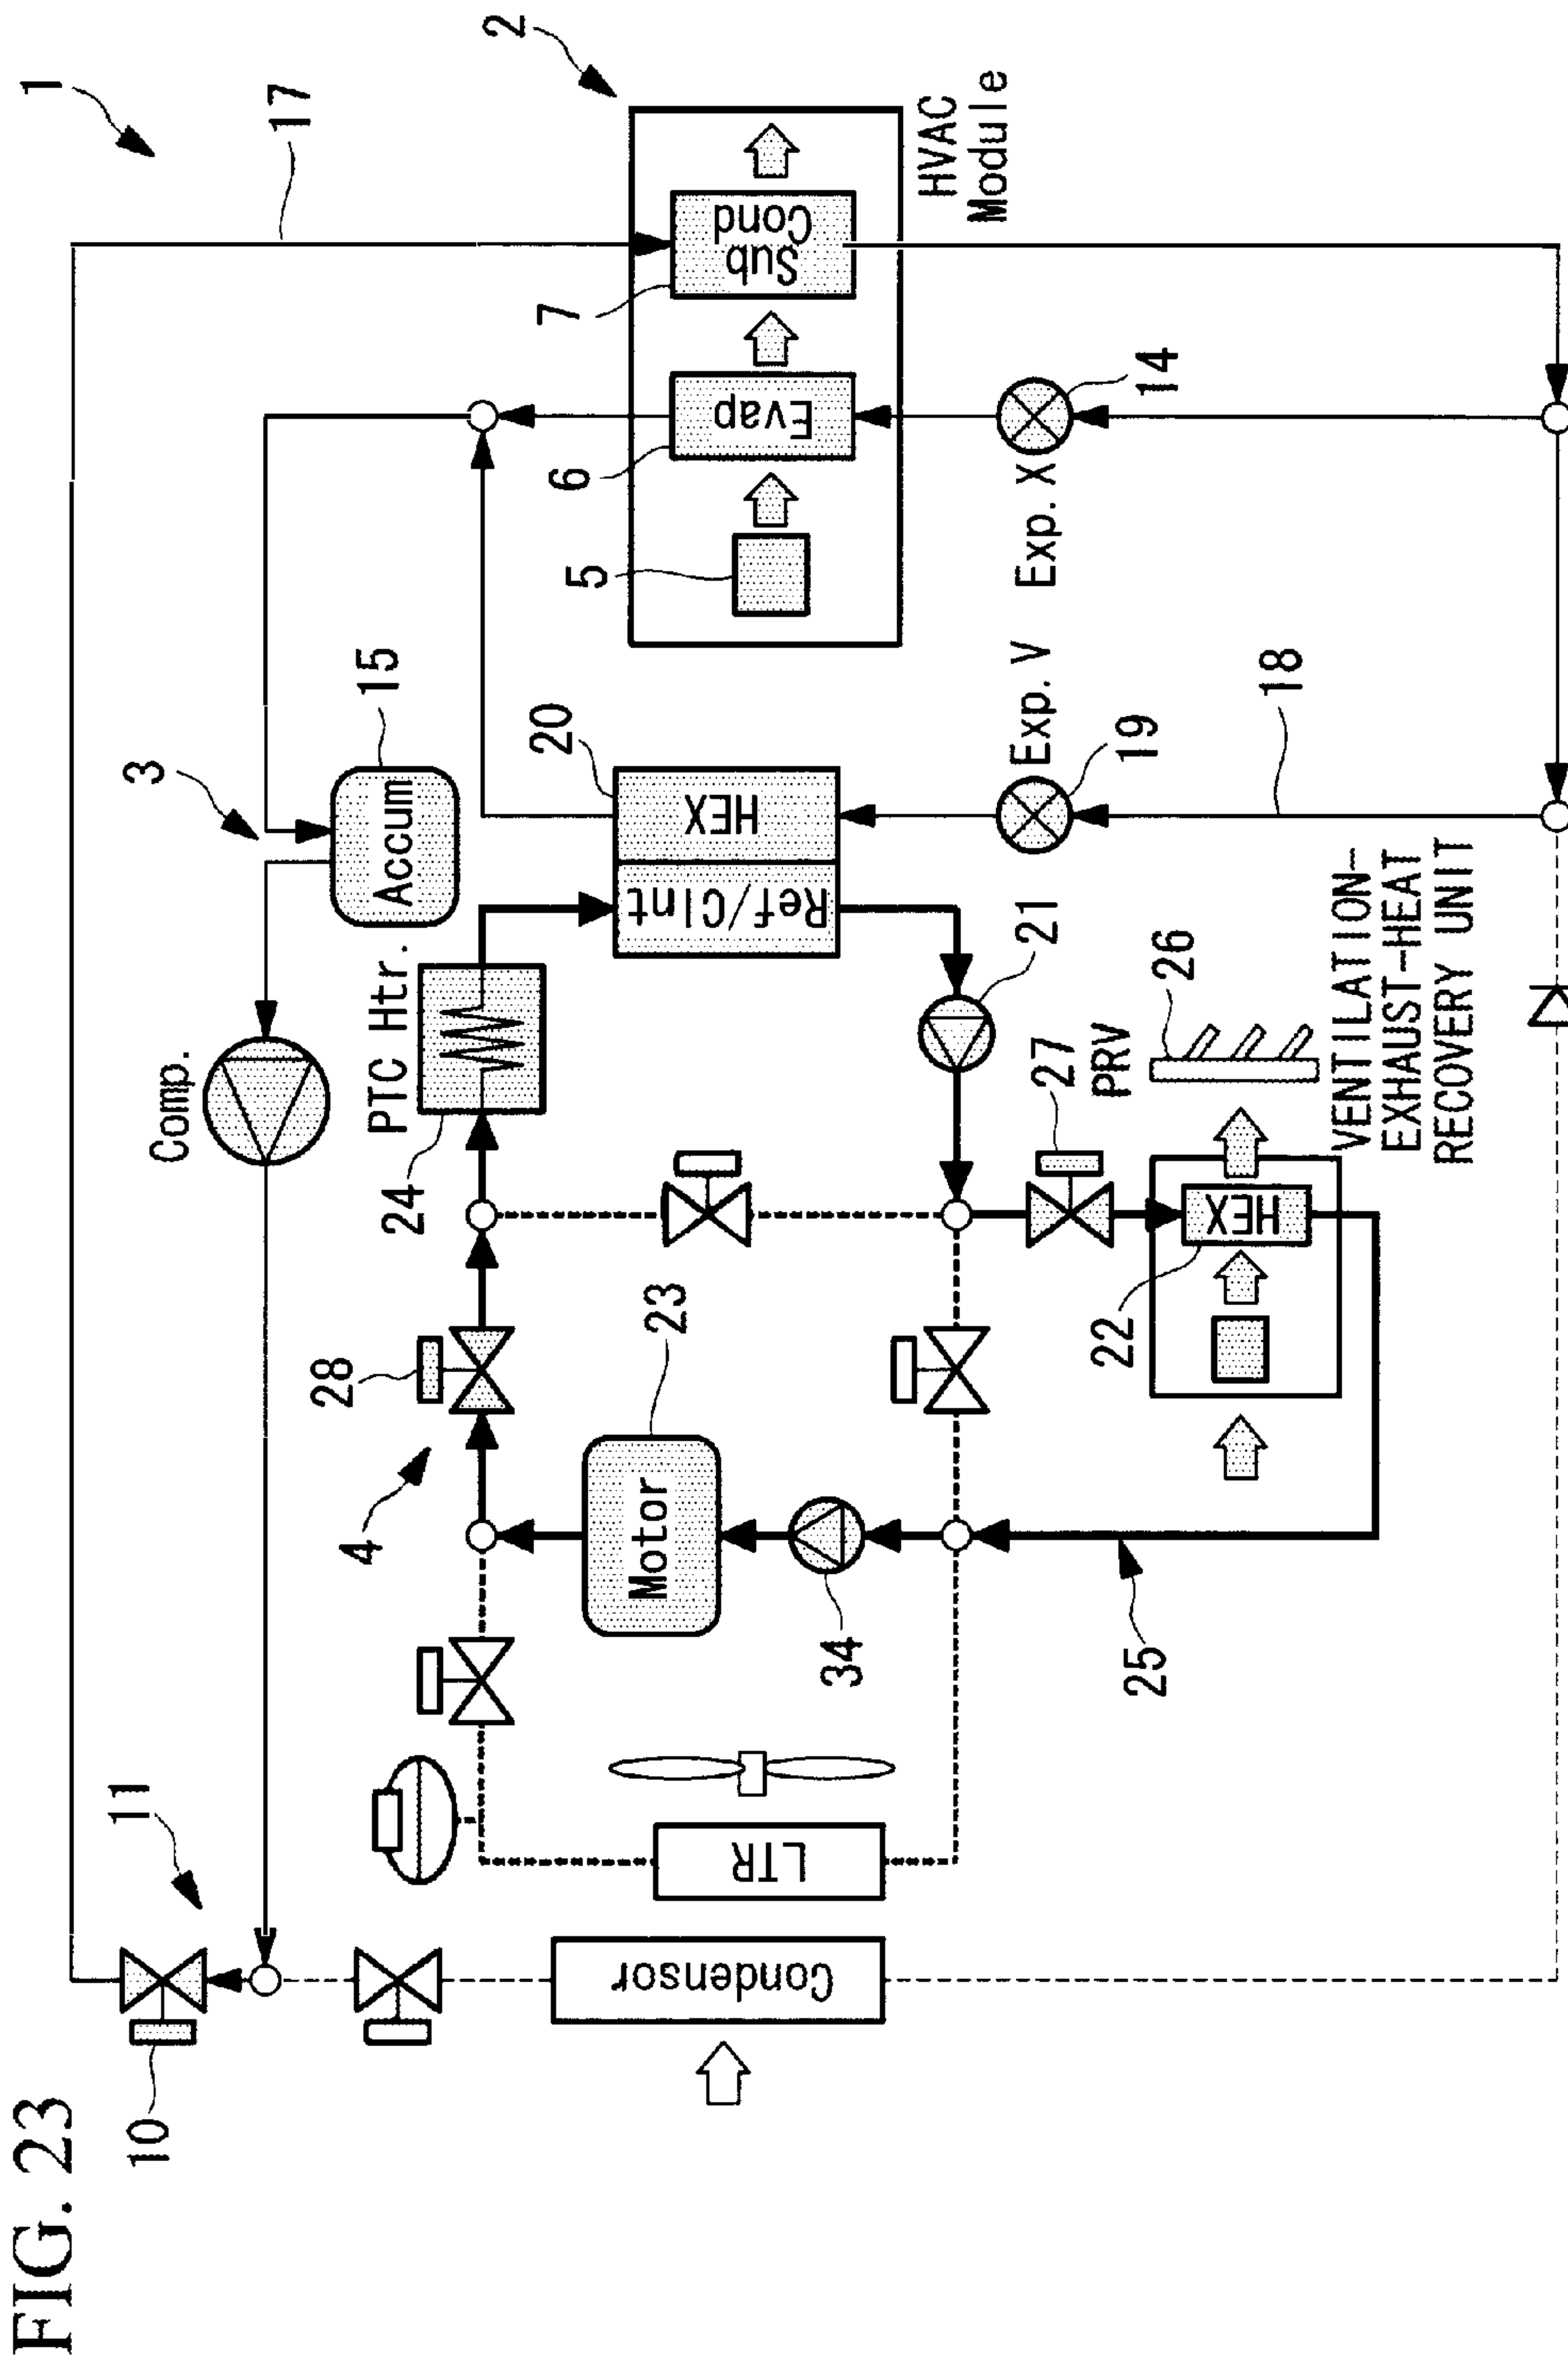 FIG. 23
1
2
3
4
5
6
7
10
11
14
15
17
18
19
20
21
22
23
24
25
26
27
28
34
HVAC
Module
Sub
Cond
Evap
Exp. X
Exp. V
Accum
Comp.
PTC Htr.
HEX
Ref/Clnt
PRV
HEX
VENTILATION-
EXHAUST-HEAT
RECOVERY UNIT
Motor
LTR
Condensor